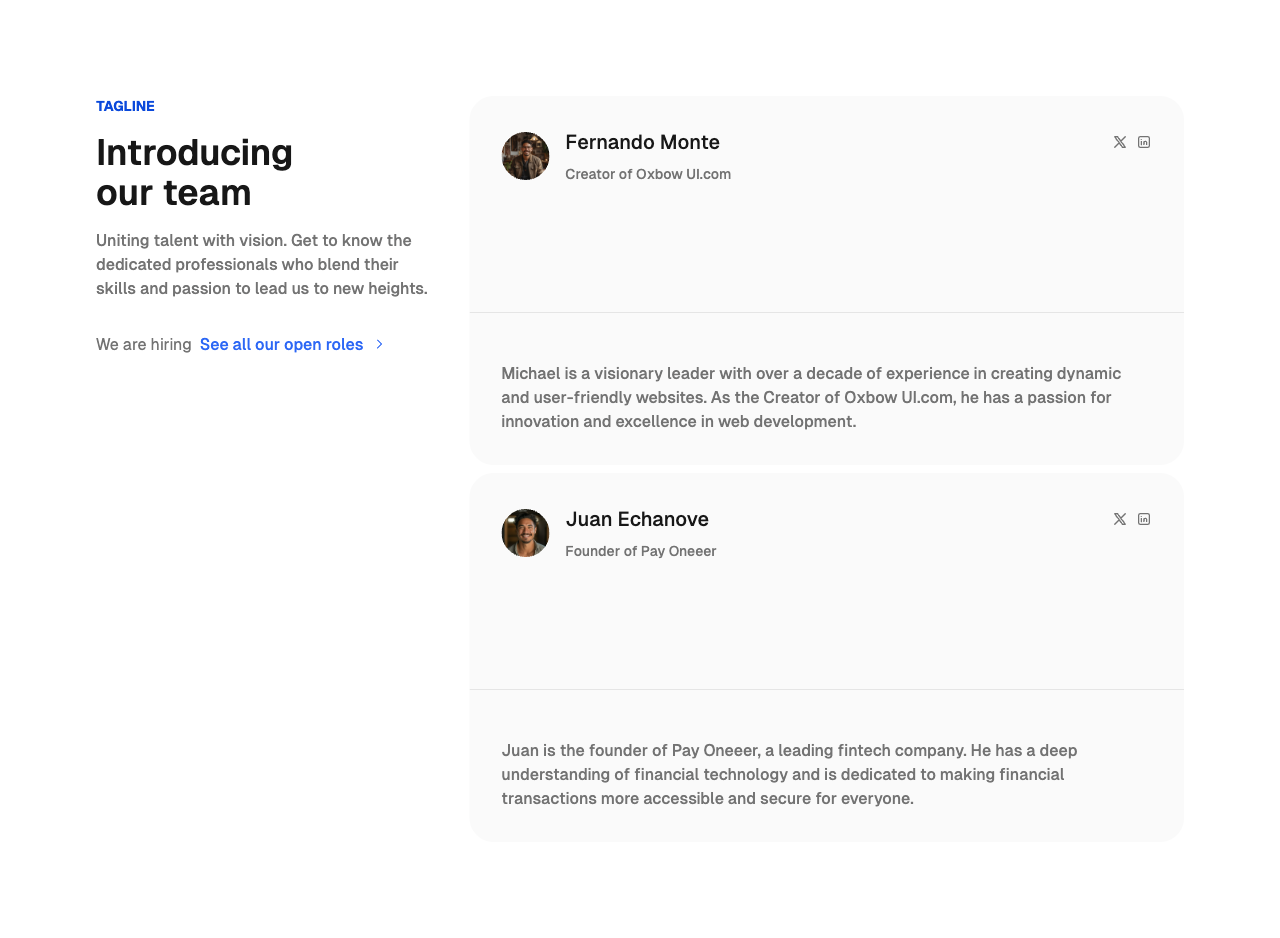 TAGLINE
Introducing
our team
Uniting talent with vision. Get to know the
dedicated professionals who blend their
skills and passion to lead us to new heights.
We are hiring See all our open roles
Fernando Monte
Creator of Oxbow UI.com
Michael is a visionary leader with over a decade of experience in creating dynamic
and user-friendly websites. As the Creator of Oxbow UI.com, he has a passion for
innovation and excellence in web development.
Juan Echanove
Founder of Pay Oneeer
Juan is the founder of Pay Oneeer, a leading fintech company. He has a deep
understanding of financial technology and is dedicated to making financial
transactions more accessible and secure for everyone.